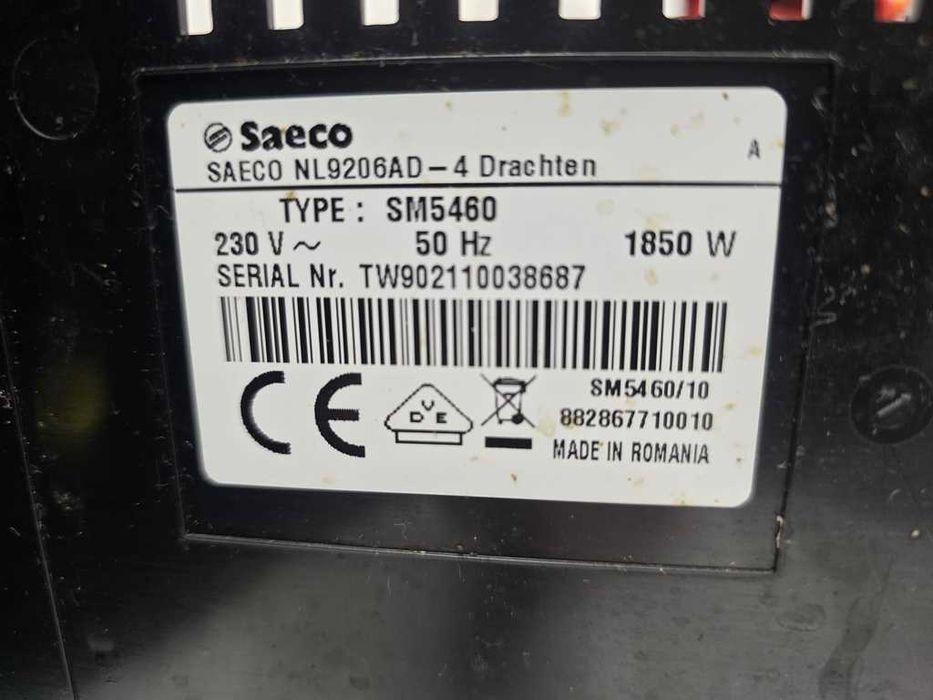 Saeco
SAECO NL9206AD – 4 Drachten
A
TYPE : SM5460
230 V ~ 50 Hz 1850 W
SERIAL Nr. TW902110038687
CE
VDE
SM5460/10
882867710010
MADE IN ROMANIA